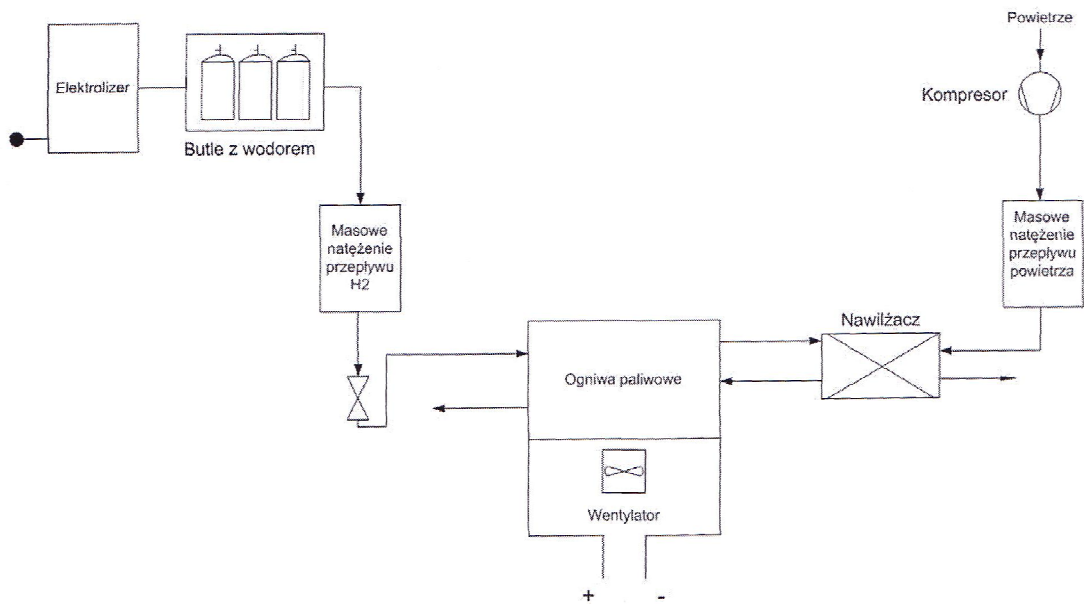 Powietrze
Elektrolizer
Kompresor
Butle z wodorem
Masowe
natężenie
przepływu
H2
Masowe
natężenie
przepływu
powietrza
Nawilżacz
Ogniwa paliwowe
Wentylator
+ -